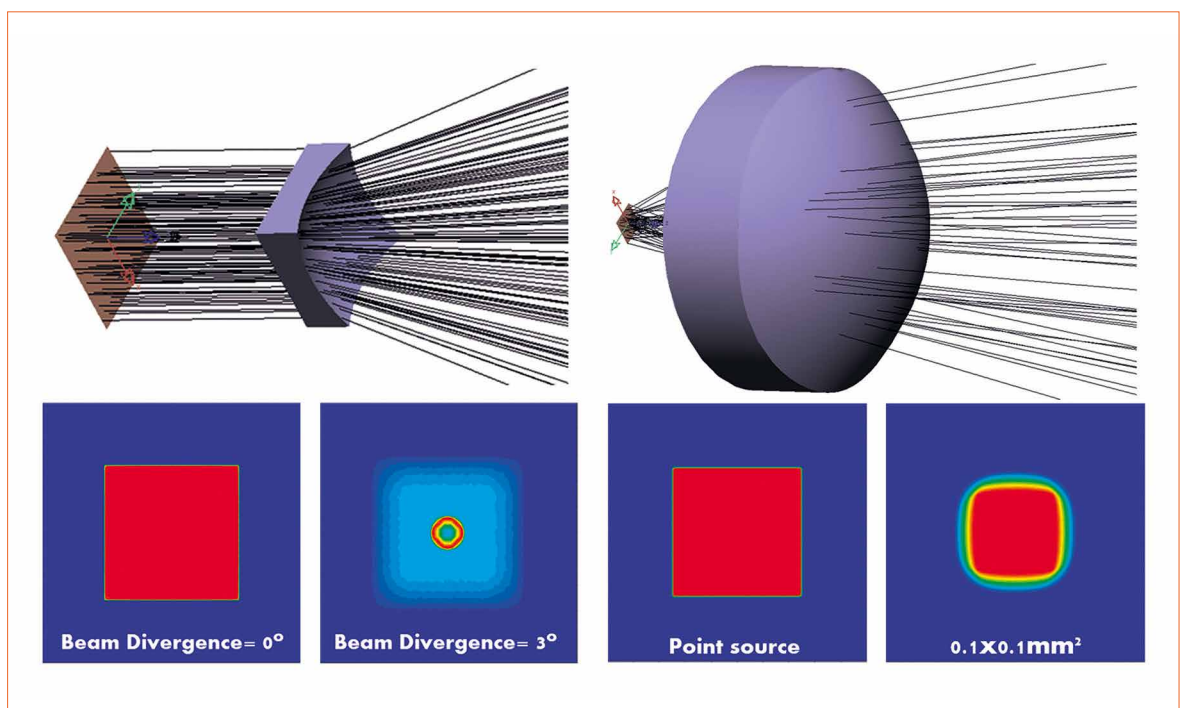 Beam Divergence= 0°
Beam Divergence= 3°
Point source
0.1x0.1mm²